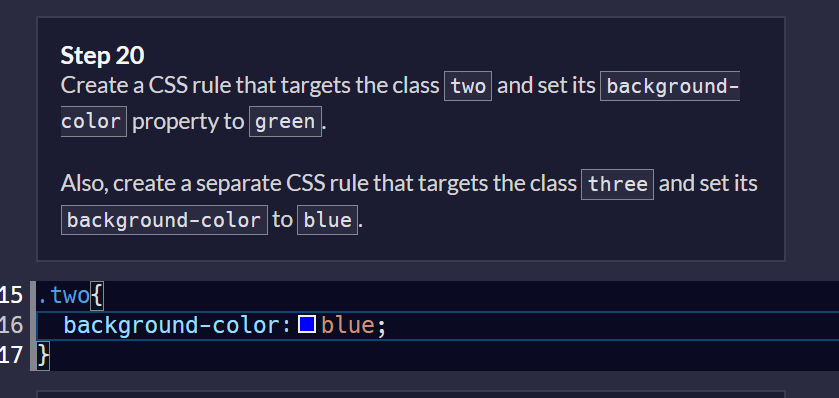 Step 20
Create a CSS rule that targets the class two and set its background-
color property to green.
Also, create a separate CSS rule that targets the class three and set its
background-color to blue.
15 .two{
16 background-color: blue;
17 }